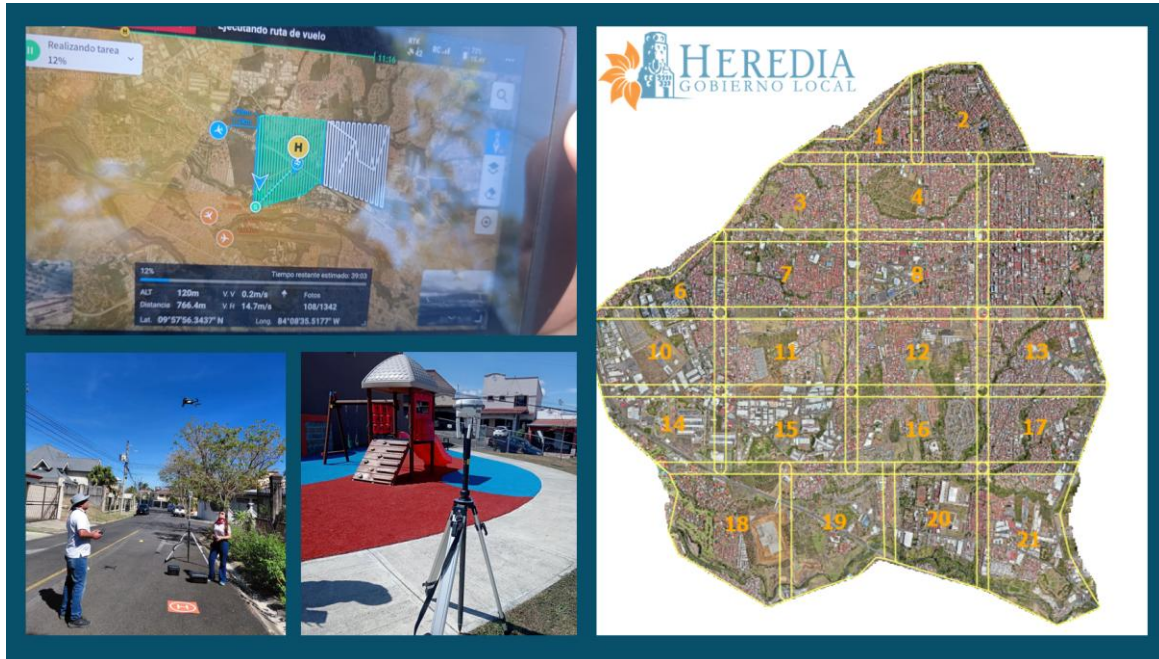 Ejecutando ruta de vuelo
Realizando tarea
12%
11:56
H
12%
Tiempo restante estimado: 39:03
ALT 120m V. V 0.2m/s Fotos
Distancia 766.4m V. H 14.7m/s 108/1342
Lat. 09°57'56.3437" N Long. 84°08'35.5177" W
H
HEREDIA
GOBIERNO LOCAL
1
2
3
4
6
7
8
10
11
12
13
14
15
16
17
18
19
20
21